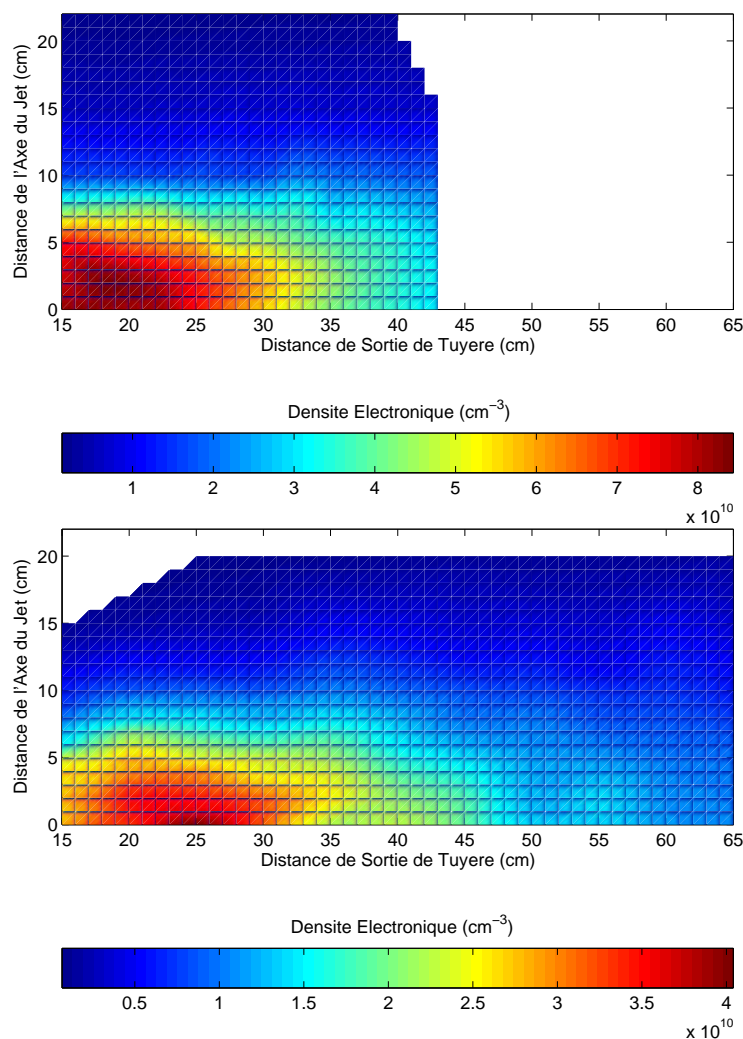 20
15
10
5
0
Distance de l'Axe du Jet (cm)
15 20 25 30 35 40 45 50 55 60 65
Distance de Sortie de Tuyere (cm)
Densite Electronique (cm⁻³)
1 2 3 4 5 6 7 8
x 10¹⁰
20
15
10
5
0
Distance de l'Axe du Jet (cm)
15 20 25 30 35 40 45 50 55 60 65
Distance de Sortie de Tuyere (cm)
Densite Electronique (cm⁻³)
0.5 1 1.5 2 2.5 3 3.5 4
x 10¹⁰